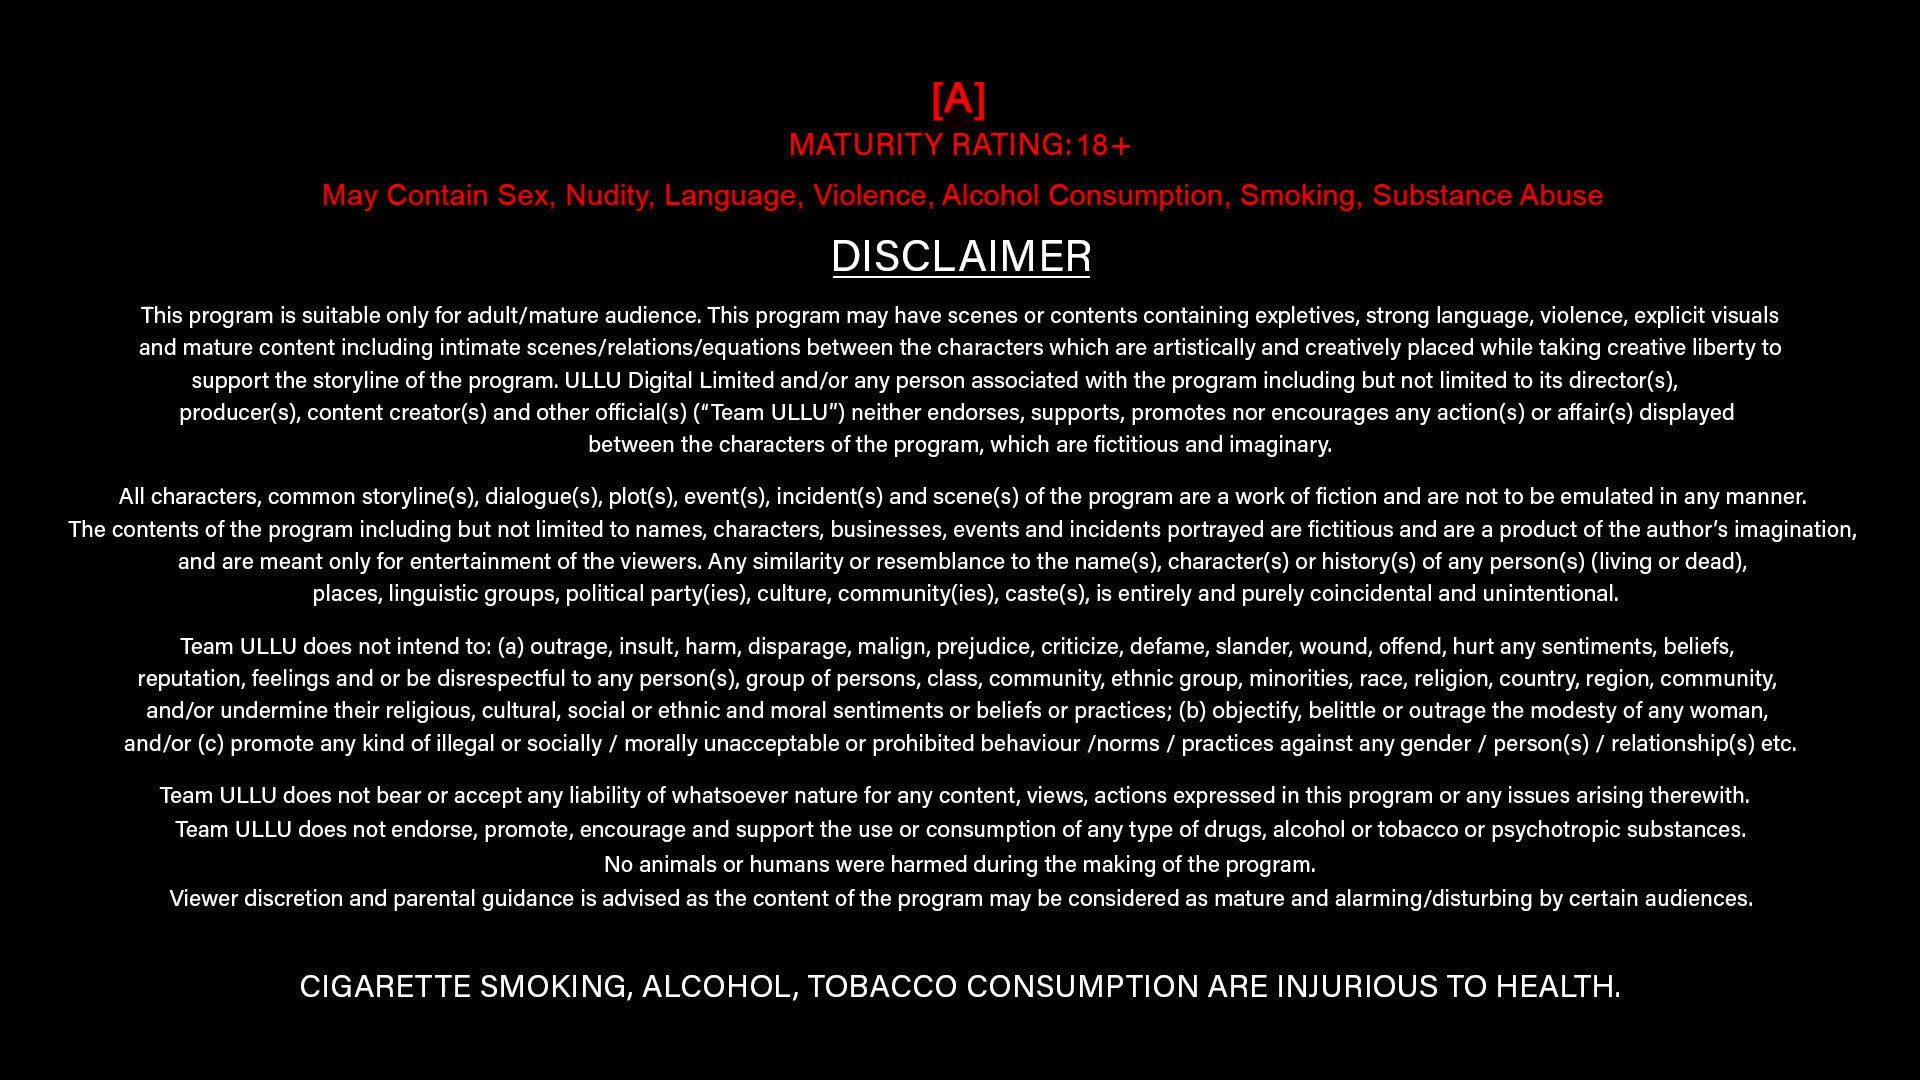 [A]
MATURITY RATING:18+
May Contain Sex, Nudity, Language, Violence, Alcohol Consumption, Smoking, Substance Abuse
DISCLAIMER
This program is suitable only for adult/mature audience. This program may have scenes or contents containing expletives, strong language, violence, explicit visuals
and mature content including intimate scenes/relations/equations between the characters which are artistically and creatively placed while taking creative liberty to
support the storyline of the program. ULLU Digital Limited and/or any person associated with the program including but not limited to its director(s),
producer(s), content creator(s) and other official(s) (“Team ULLU”) neither endorses, supports, promotes nor encourages any action(s) or affair(s) displayed
between the characters of the program, which are fictitious and imaginary.
All characters, common storyline(s), dialogue(s), plot(s), event(s), incident(s) and scene(s) of the program are a work of fiction and are not to be emulated in any manner.
The contents of the program including but not limited to names, characters, businesses, events and incidents portrayed are fictitious and are a product of the author’s imagination,
and are meant only for entertainment of the viewers. Any similarity or resemblance to the name(s), character(s) or history(s) of any person(s) (living or dead),
places, linguistic groups, political party(ies), culture, community(ies), caste(s), is entirely and purely coincidental and unintentional.
Team ULLU does not intend to: (a) outrage, insult, harm, disparage, malign, prejudice, criticize, defame, slander, wound, offend, hurt any sentiments, beliefs,
reputation, feelings and or be disrespectful to any person(s), group of persons, class, community, ethnic group, minorities, race, religion, country, region, community,
and/or undermine their religious, cultural, social or ethnic and moral sentiments or beliefs or practices; (b) objectify, belittle or outrage the modesty of any woman,
and/or (c) promote any kind of illegal or socially / morally unacceptable or prohibited behaviour /norms / practices against any gender / person(s) / relationship(s) etc.
Team ULLU does not bear or accept any liability of whatsoever nature for any content, views, actions expressed in this program or any issues arising therewith.
Team ULLU does not endorse, promote, encourage and support the use or consumption of any type of drugs, alcohol or tobacco or psychotropic substances.
No animals or humans were harmed during the making of the program.
Viewer discretion and parental guidance is advised as the content of the program may be considered as mature and alarming/disturbing by certain audiences.
CIGARETTE SMOKING, ALCOHOL, TOBACCO CONSUMPTION ARE INJURIOUS TO HEALTH.